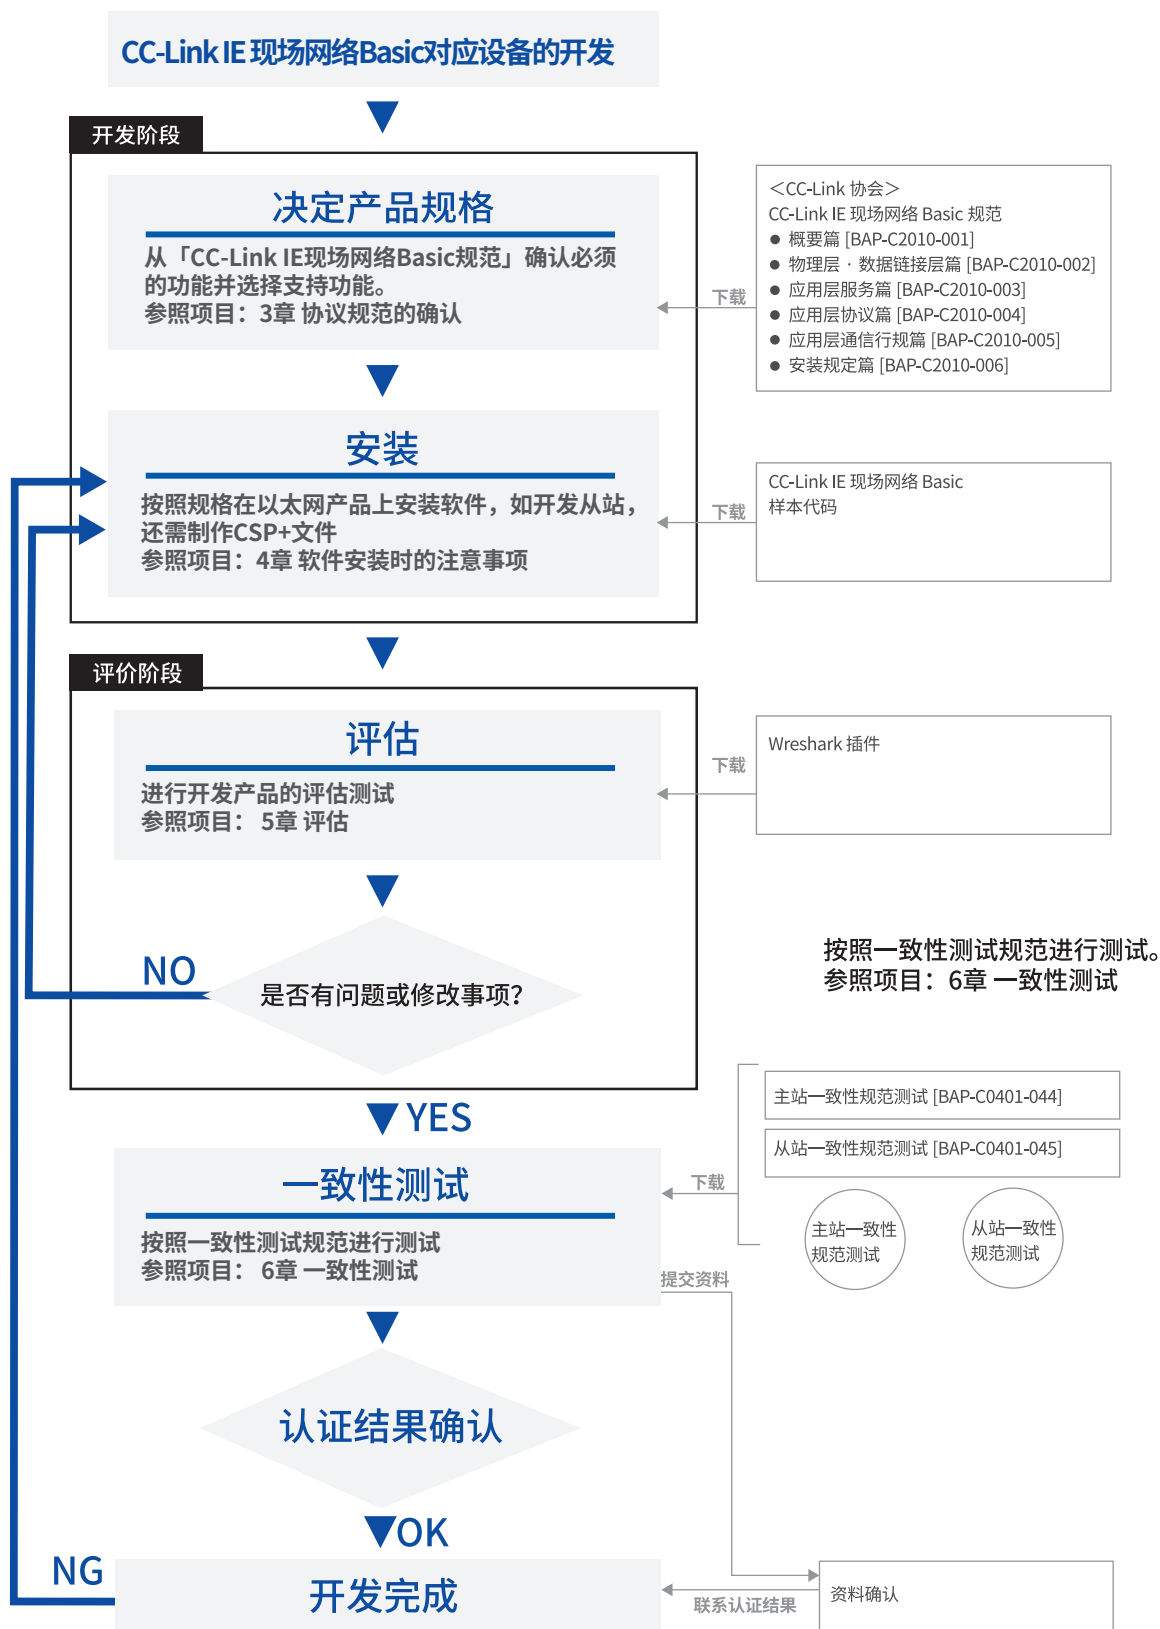 CC-Link IE 现场网络Basic对应设备的开发
开发阶段
决定产品规格
从「CC-Link IE现场网络Basic规范」确认必须
的功能并选择支持功能。
参照项目：3章 协议规范的确认
下载
＜CC-Link 协会＞
CC-Link IE 现场网络 Basic 规范
● 概要篇 [BAP-C2010-001]
● 物理层 · 数据链接层篇 [BAP-C2010-002]
● 应用层服务篇 [BAP-C2010-003]
● 应用层协议篇 [BAP-C2010-004]
● 应用层通信行规篇 [BAP-C2010-005]
● 安装规定篇 [BAP-C2010-006]
安装
按照规格在以太网产品上安装软件，如开发从站，
还需制作CSP+文件
参照项目：4章 软件安装时的注意事项
下载
CC-Link IE 现场网络 Basic
样本代码
评价阶段
评估
进行开发产品的评估测试
参照项目： 5章 评估
下载
Wreshark 插件
NO
是否有问题或修改事项？
按照一致性测试规范进行测试。
参照项目：6章 一致性测试
YES
一致性测试
按照一致性测试规范进行测试
参照项目： 6章 一致性测试
下载
主站一致性规范测试 [BAP-C0401-044]
从站一致性规范测试 [BAP-C0401-045]
主站一致性
规范测试
从站一致性
规范测试
提交资料
认证结果确认
OK
NG
开发完成
联系认证结果
资料确认